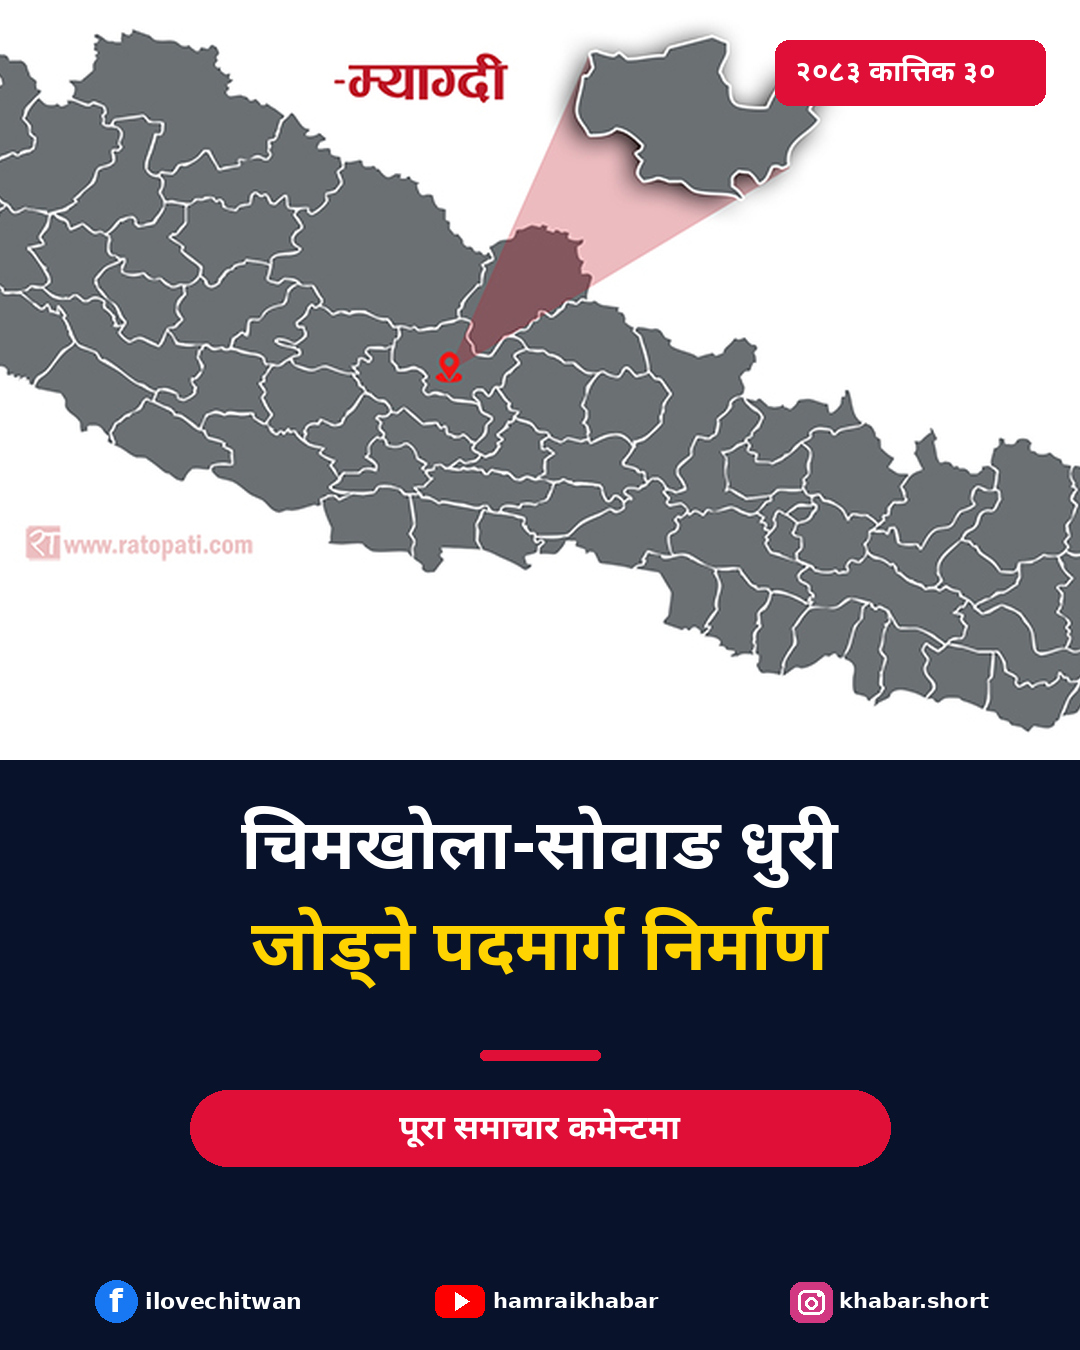 -म्याग्दी
२०८३ कात्तिक ३०
रा www.ratopati.com
चिमखोला-सोवाङ धुरी
जोड्ने पदमार्ग निर्माण
पूरा समाचार कमेन्टमा
f ilovechitwan
hamraikhabar
khabar.short